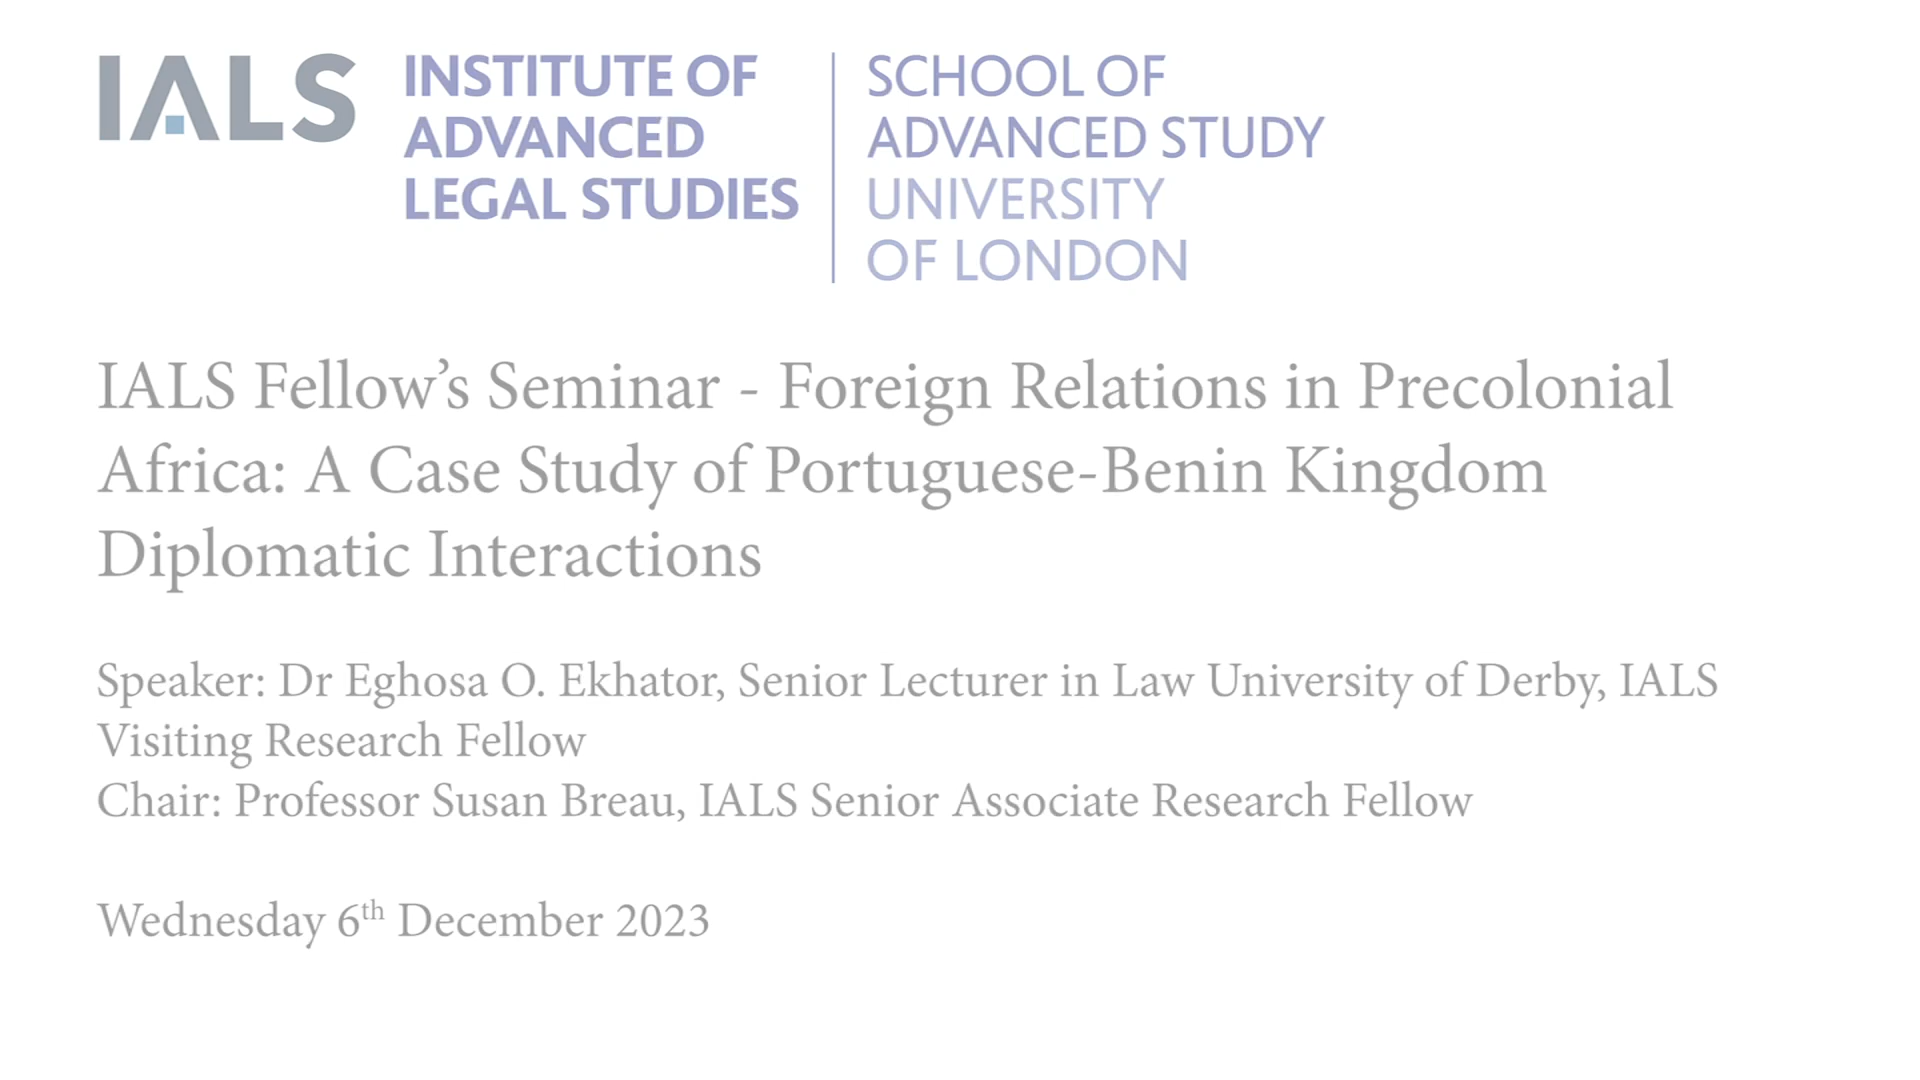 IALS
INSTITUTE OF
ADVANCED
LEGAL STUDIES
SCHOOL OF
ADVANCED STUDY
UNIVERSITY
OF LONDON
IALS Fellow’s Seminar - Foreign Relations in Precolonial
Africa: A Case Study of Portuguese-Benin Kingdom
Diplomatic Interactions
Speaker: Dr Eghosa O. Ekhator, Senior Lecturer in Law University of Derby, IALS
Visiting Research Fellow
Chair: Professor Susan Breau, IALS Senior Associate Research Fellow
Wednesday 6th December 2023